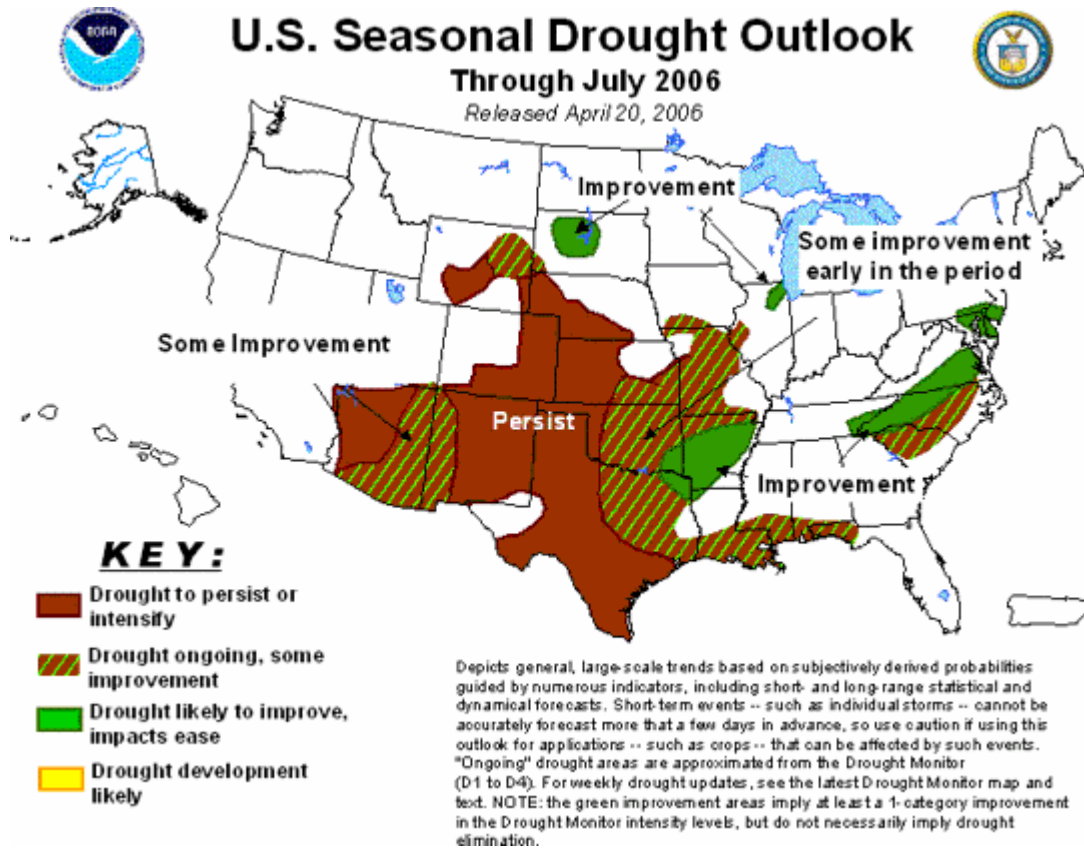 NOAA
U.S. Seasonal Drought Outlook
Through July 2006
Released April 20, 2006
Improvement
Some improvement
early in the period
Some Improvement
Persist
Improvement
KEY:
Drought to persist or
intensify
Drought ongoing, some
improvement
Drought likely to improve,
impacts ease
Drought development
likely
Depicts general, large-scale trends based on subjectively derived probabilities
guided by numerous indicators, including short- and long-range statistical and
dynamical forecasts. Short-term events -- such as individual storms -- cannot be
accurately forecast more that a few days in advance, so use caution if using this
outlook for applications -- such as crops -- that can be affected by such events.
"Ongoing" drought areas are approximated from the Drought Monitor
(D1 to D4). For weekly drought updates, see the latest Drought Monitor map and
text. NOTE: the green improvement areas imply at least a 1-category improvement
in the Drought Monitor intensity levels, but do not necessarily imply drought
elimination.